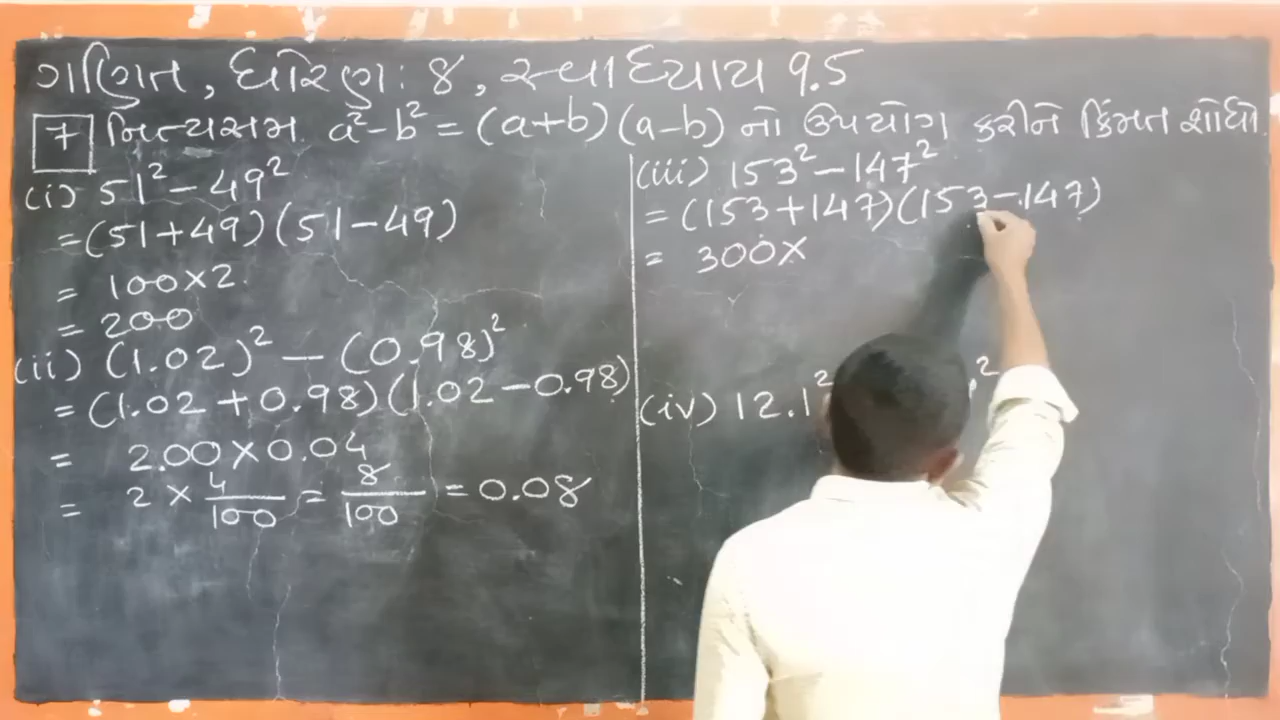 ગણિત, ધોરણ: ૪, સ્વાધ્યાય 9.5
7 નિત્યસમ a²-b² = (a+b)(a-b) નો ઉપયોગ કરીને કિંમત શોધો
(i) 51² - 49²
= (51+49)(51-49)
= 100×2
= 200
(ii) (1.02)² - (0.98)²
= (1.02 + 0.98)(1.02 - 0.98)
= 2.00 × 0.04
= 2 × 4/100 = 8/100 = 0.08
(iii) 153² - 147²
= (153+147)(153-147)
= 300×
(iv) 12.1² ²